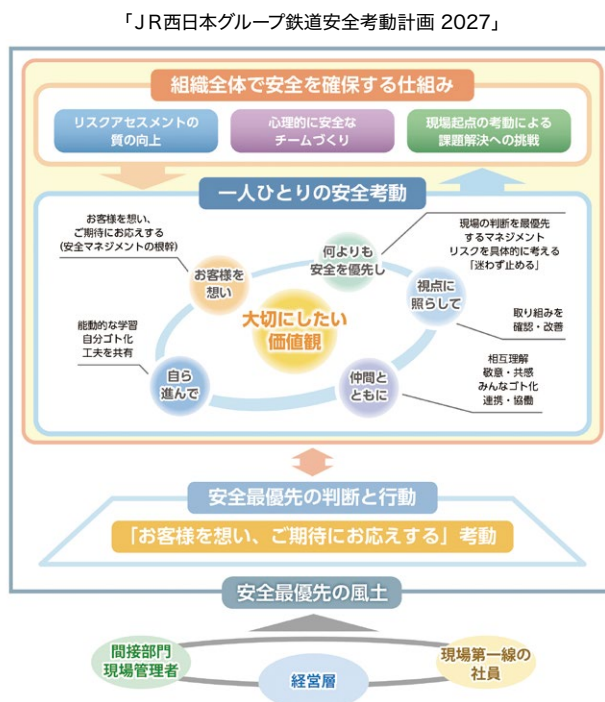 「JR西日本グループ鉄道安全考動計画 2027」
組織全体で安全を確保する仕組み
リスクアセスメントの
質の向上
心理的に安全な
チームづくり
現場起点の考動による
課題解決への挑戦
一人ひとりの安全考動
お客様を想い、
ご期待にお応えする
(安全マネジメントの根幹)
お客様を
想い
何よりも
安全を優先し
現場の判断を最優先
するマネジメント
リスクを具体的に考える
「迷わず止める」
視点に
照らして
取り組みを
確認・改善
大切にしたい
価値観
能動的な学習
自分ゴト化
工夫を共有
自ら
進んで
仲間と
ともに
相互理解
敬意・共感
みんなゴト化
連携・協働
安全最優先の判断と行動
「お客様を想い、ご期待にお応えする」考動
安全最優先の風土
間接部門
現場管理者
経営層
現場第一線の
社員